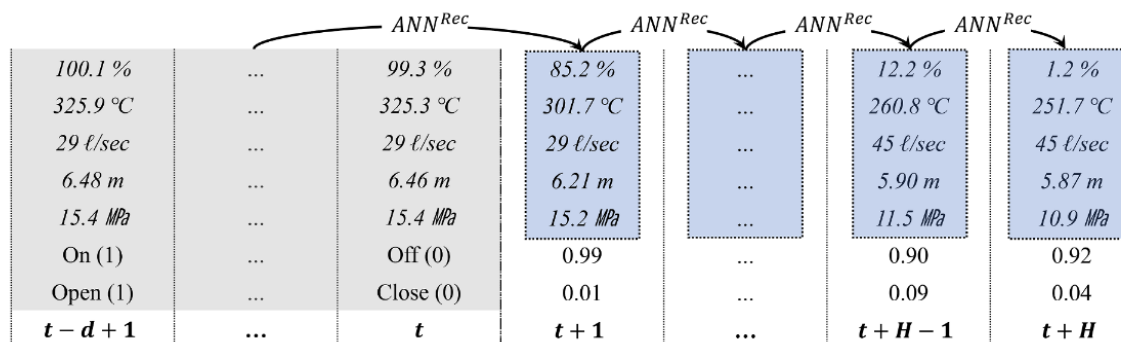 ANN^Rec ANN^Rec ANN^Rec ANN^Rec
100.1 % ... 99.3 % 85.2 % ... 12.2 % 1.2 %
325.9 ℃ ... 325.3 ℃ 301.7 ℃ ... 260.8 ℃ 251.7 ℃
29 ℓ/sec ... 29 ℓ/sec 29 ℓ/sec ... 45 ℓ/sec 45 ℓ/sec
6.48 m ... 6.46 m 6.21 m ... 5.90 m 5.87 m
15.4 ㎫ ... 15.4 ㎫ 15.2 ㎫ ... 11.5 ㎫ 10.9 ㎫
On (1) ... Off (0) 0.99 ... 0.90 0.92
Open (1) ... Close (0) 0.01 ... 0.09 0.04
t − d + 1 ... t t + 1 ... t + H − 1 t + H